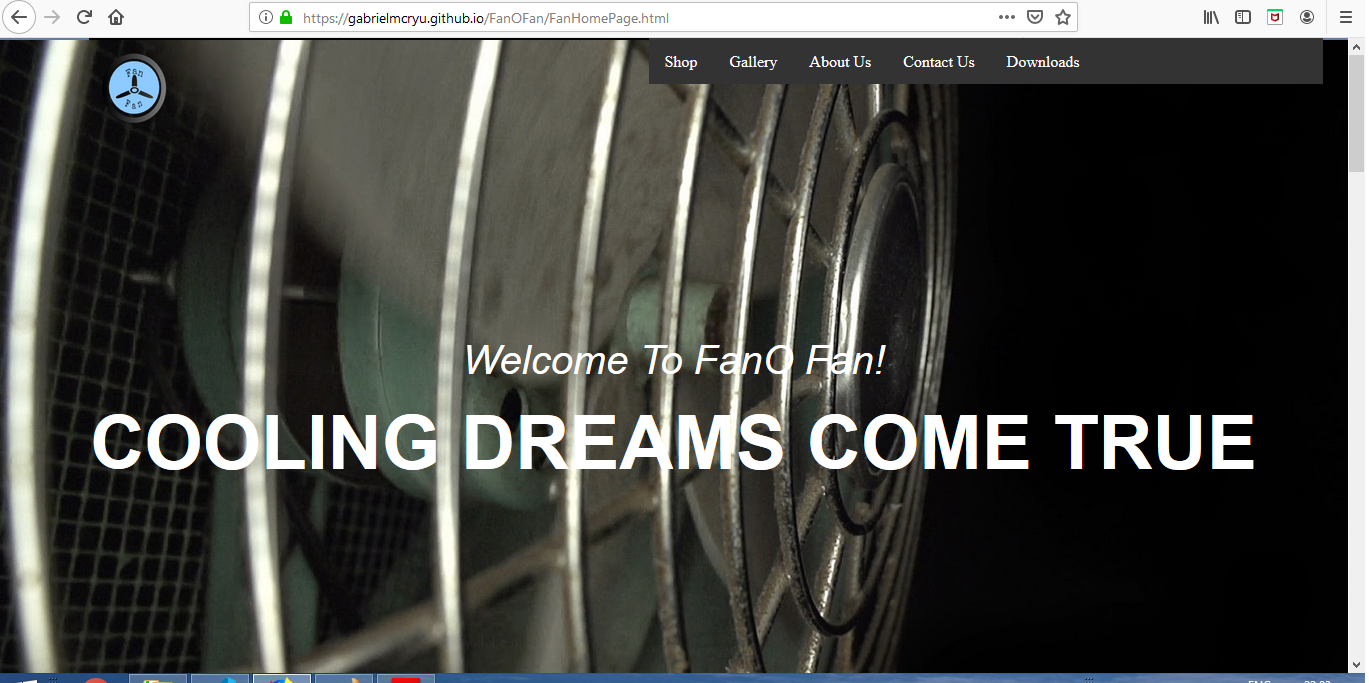 https://gabrielmcryu.github.io/FanOFan/FanHomePage.html
Fan
Fan
Shop Gallery About Us Contact Us Downloads
Welcome To FanO Fan!
COOLING DREAMS COME TRUE